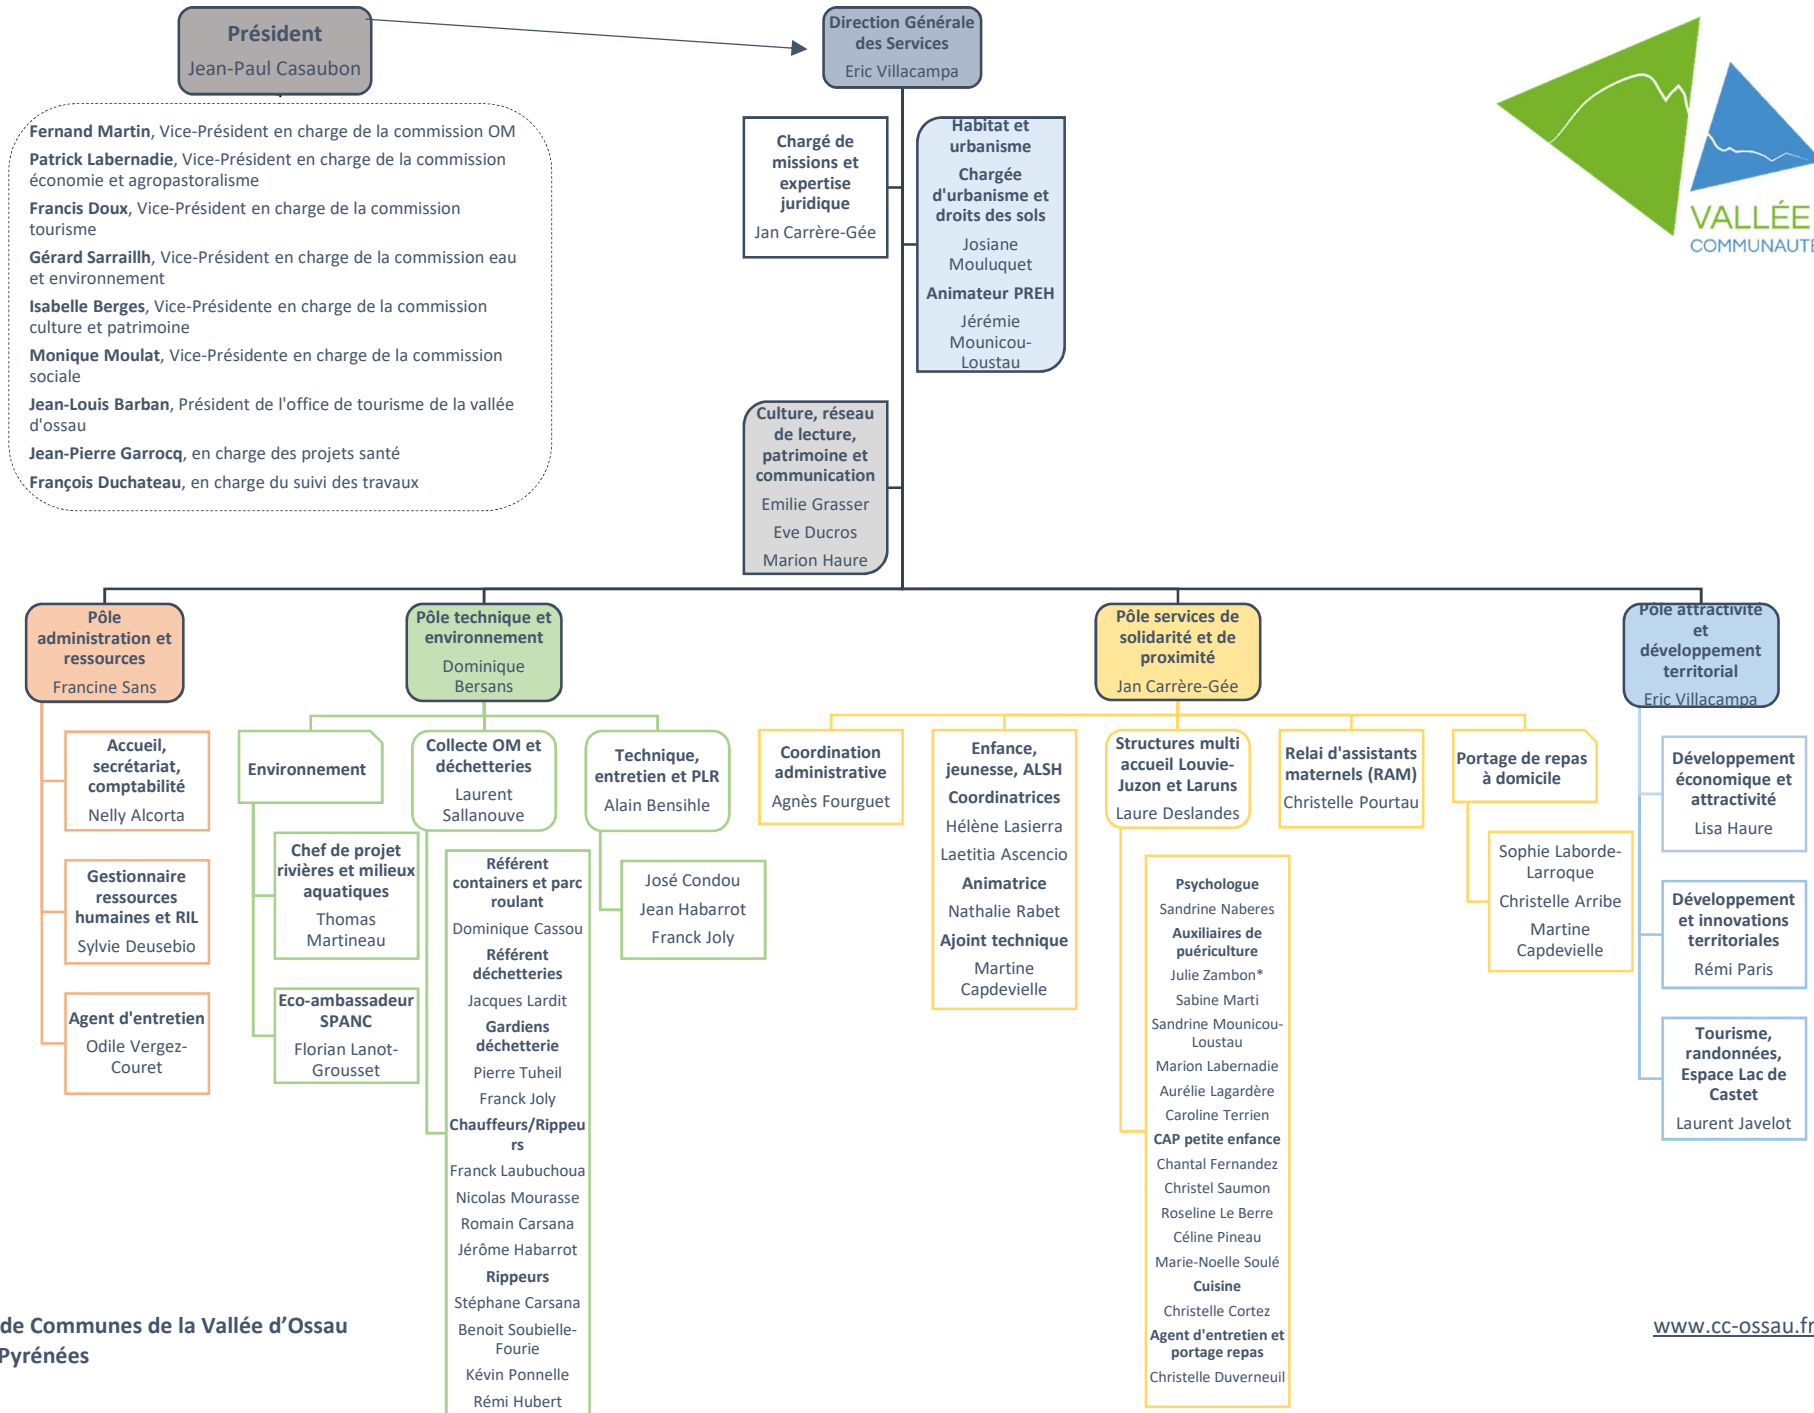 Président
Jean-Paul Casaubon
Direction Générale
des Services
Eric Villacampa
VALLÉE
COMMUNAUTÉ
Fernand Martin, Vice-Président en charge de la commission OM
Patrick Labernadie, Vice-Président en charge de la commission
économie et agropastoralisme
Francis Doux, Vice-Président en charge de la commission
tourisme
Gérard Sarraillh, Vice-Président en charge de la commission eau
et environnement
Isabelle Berges, Vice-Présidente en charge de la commission
culture et patrimoine
Monique Moulat, Vice-Présidente en charge de la commission
sociale
Jean-Louis Barban, Président de l'office de tourisme de la vallée
d'ossau
Jean-Pierre Garrocq, en charge des projets santé
François Duchateau, en charge du suivi des travaux
Chargé de
missions et
expertise
juridique
Jan Carrère-Gée
Habitat et
urbanisme
Chargée
d'urbanisme et
droits des sols
Josiane
Mouluquet
Animateur PREH
Jérémie
Mounicou-
Loustau
Culture, réseau
de lecture,
patrimoine et
communication
Emilie Grasser
Eve Ducros
Marion Haure
Pôle
administration et
ressources
Francine Sans
Accueil,
secrétariat,
comptabilité
Nelly Alcorta
Gestionnaire
ressources
humaines et RIL
Sylvie Deusebio
Agent d'entretien
Odile Vergez-
Couret
Pôle technique et
environnement
Dominique
Bersans
Environnement
Chef de projet
rivières et milieux
aquatiques
Thomas
Martineau
Eco-ambassadeur
SPANC
Florian Lanot-
Grousset
Collecte OM et
déchetteries
Laurent
Sallanouve
Référent
containers et parc
roulant
Dominique Cassou
Référent
déchetteries
Jacques Lardit
Gardiens
déchetterie
Pierre Tuheil
Franck Joly
Chauffeurs/Rippeu
rs
Franck Laubuchoua
Nicolas Mourasse
Romain Carsana
Jérôme Habarrot
Rippeurs
Stéphane Carsana
Benoit Soubielle-
Fourie
Kévin Ponnelle
Rémi Hubert
Technique,
entretien et PLR
Alain Bensihle
José Condou
Jean Habarrot
Franck Joly
Pôle services de
solidarité et de
proximité
Jan Carrère-Gée
Coordination
administrative
Agnès Fourguet
Enfance,
jeunesse, ALSH
Coordinatrices
Hélène Lasierra
Laetitia Ascencio
Animatrice
Nathalie Rabet
Ajoint technique
Martine
Capdevielle
Structures multi
accueil Louvie-
Juzon et Laruns
Laure Deslandes
Psychologue
Sandrine Naberes
Auxiliaires de
puériculture
Julie Zambon*
Sabine Marti
Sandrine Mounicou-
Loustau
Marion Labernadie
Aurélie Lagardère
Caroline Terrien
CAP petite enfance
Chantal Fernandez
Christel Saumon
Roseline Le Berre
Céline Pineau
Marie-Noelle Soulé
Cuisine
Christelle Cortez
Agent d'entretien et
portage repas
Christelle Duverneuil
Relai d'assistants
maternels (RAM)
Christelle Pourtau
Portage de repas
à domicile
Sophie Laborde-
Larroque
Christelle Arribe
Martine
Capdevielle
Pôle attractivité
et
développement
territorial
Eric Villacampa
Développement
économique et
attractivité
Lisa Haure
Développement
et innovations
territoriales
Rémi Paris
Tourisme,
randonnées,
Espace Lac de
Castet
Laurent Javelot
de Communes de la Vallée d'Ossau
Pyrénées
www.cc-ossau.fr